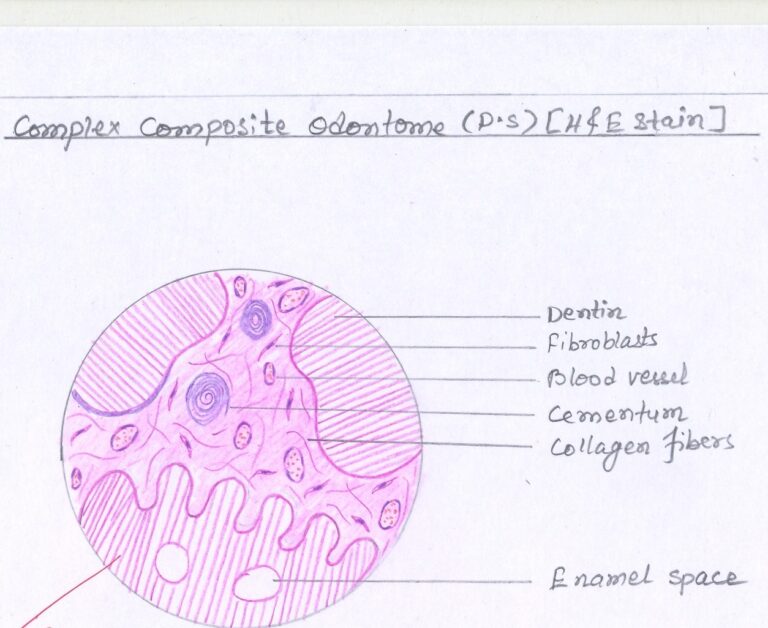 Complex Composite Odontome (D.S) [H&E Stain]
Dentin
Fibroblasts
Blood vessel
Cementum
Collagen fibers
Enamel space